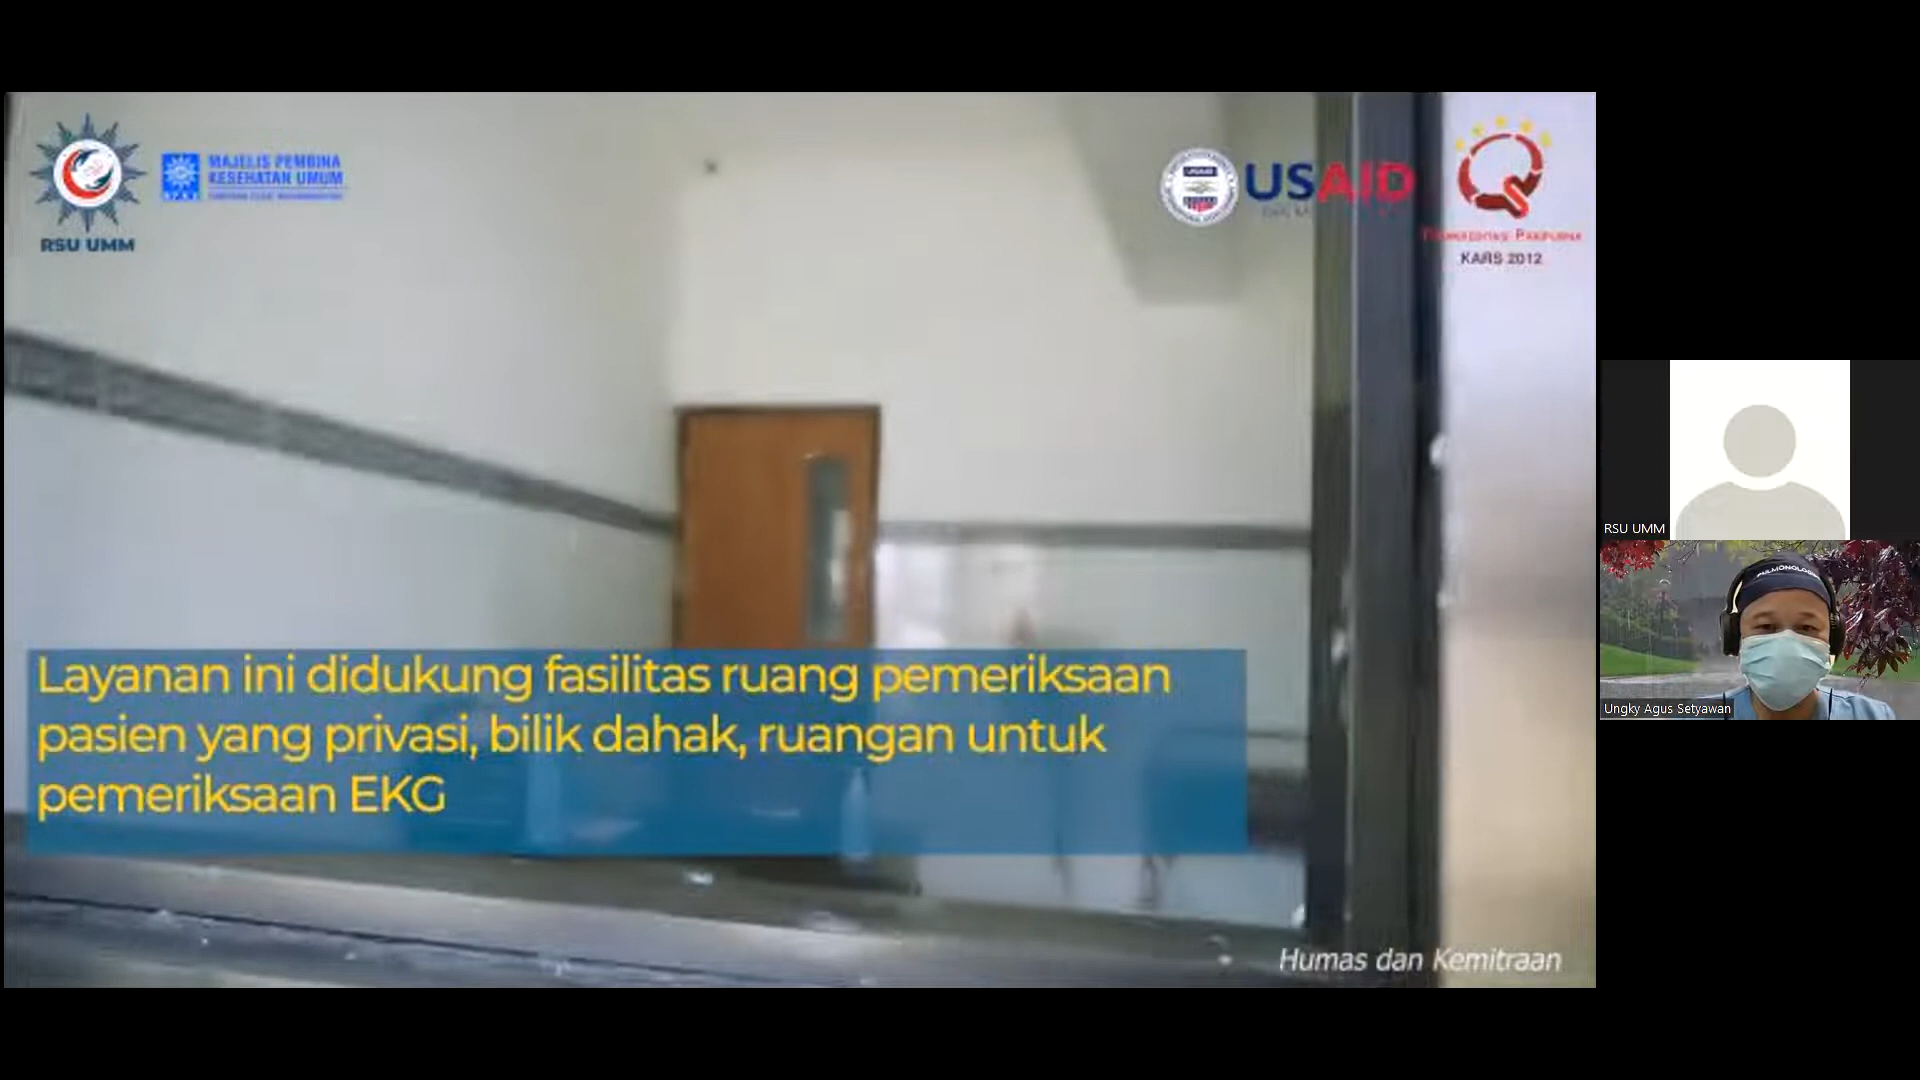 RSU UMM
MAJELIS PEMBINA
KESEHATAN UMUM
USAID
KARS 2012
Layanan ini didukung fasilitas ruang pemeriksaan
pasien yang privasi, bilik dahak, ruangan untuk
pemeriksaan EKG
Humas dan Kemitraan
RSU UMM
PULMONOLOGI
Ungky Agus Setyawan